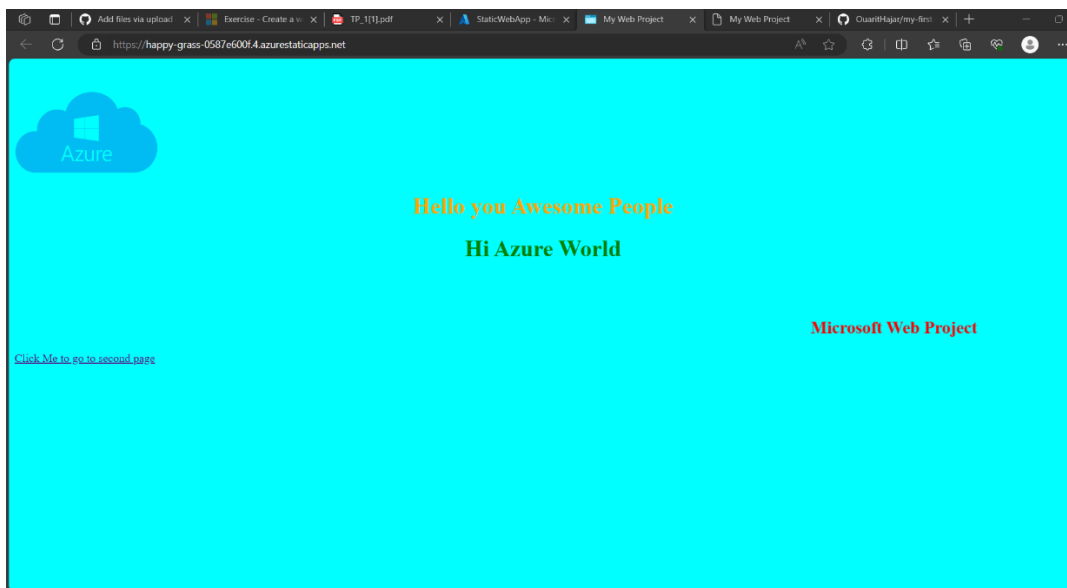 Add files via upload
Exercise - Create a w
TP_1[1].pdf
StaticWebApp - Micr
My Web Project
My Web Project
OuaritHajar/my-first
https://happy-grass-0587e600f.4.azurestaticapps.net
Azure
Hello you Awesome People
Hi Azure World
Microsoft Web Project
Click Me to go to second page